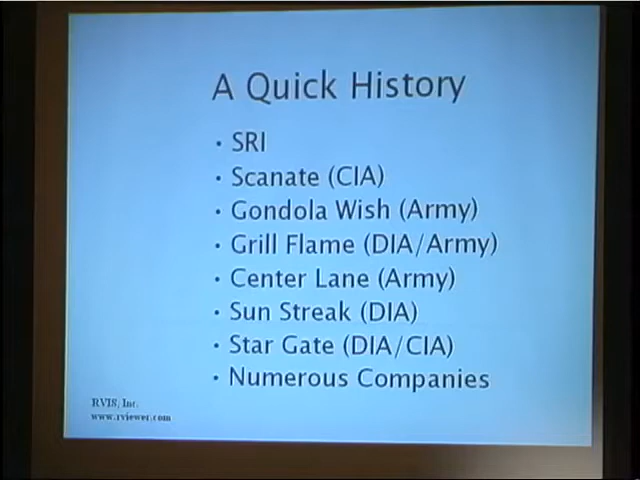 A Quick History
• SRI
• Scanate (CIA)
• Gondola Wish (Army)
• Grill Flame (DIA/Army)
• Center Lane (Army)
• Sun Streak (DIA)
• Star Gate (DIA/CIA)
• Numerous Companies
RVIS, Inc.
www.rviewer.com